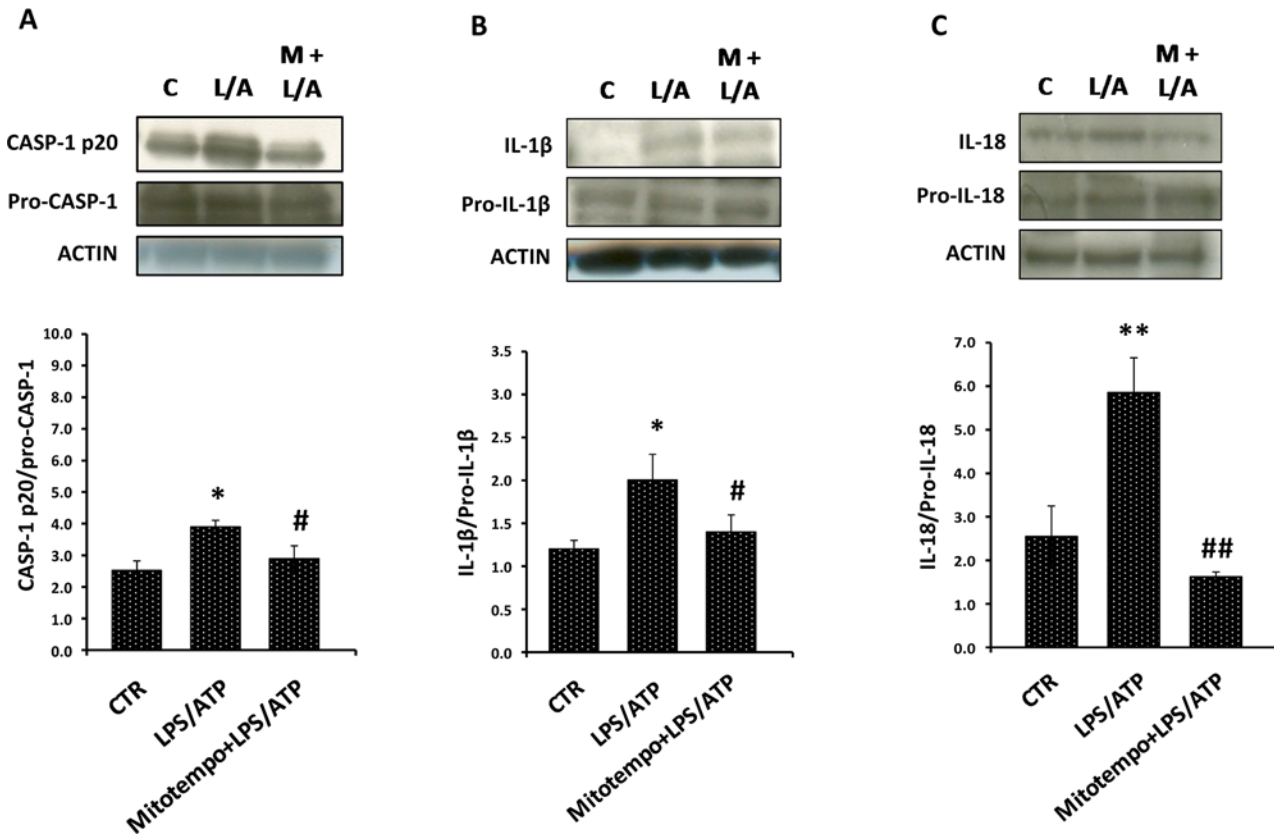 A
C
L/A
M +
L/A
CASP-1 p20
Pro-CASP-1
ACTIN
CASP-1 p20/pro-CASP-1
10.0
9.0
8.0
7.0
6.0
5.0
4.0
3.0
2.0
1.0
0.0
*
#
CTR
LPS/ATP
Mitotempo+LPS/ATP
B
C
L/A
M +
L/A
IL-1β
Pro-IL-1β
ACTIN
IL-1β/Pro-IL-1β
3.5
3.0
2.5
2.0
1.5
1.0
0.5
0.0
*
#
CTR
LPS/ATP
Mitotempo+LPS/ATP
C
C
L/A
M +
L/A
IL-18
Pro-IL-18
ACTIN
IL-18/Pro-IL-18
7.0
6.0
5.0
4.0
3.0
2.0
1.0
0.0
**
##
CTR
LPS/ATP
Mitotempo+LPS/ATP